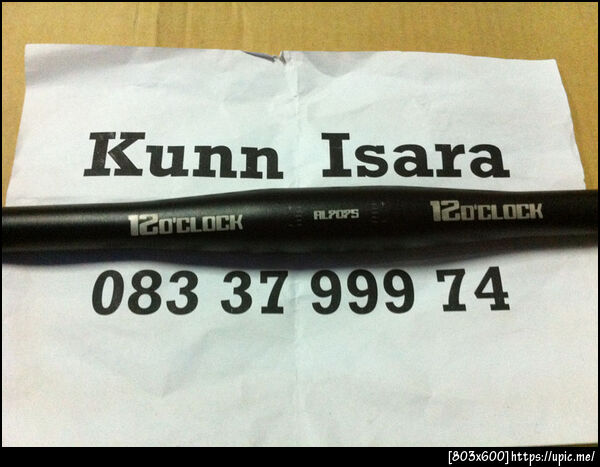 Kunn Isara
12O'CLOCK AL7075 12O'CLOCK
083 37 999 74
[803x600]https://upic.me/